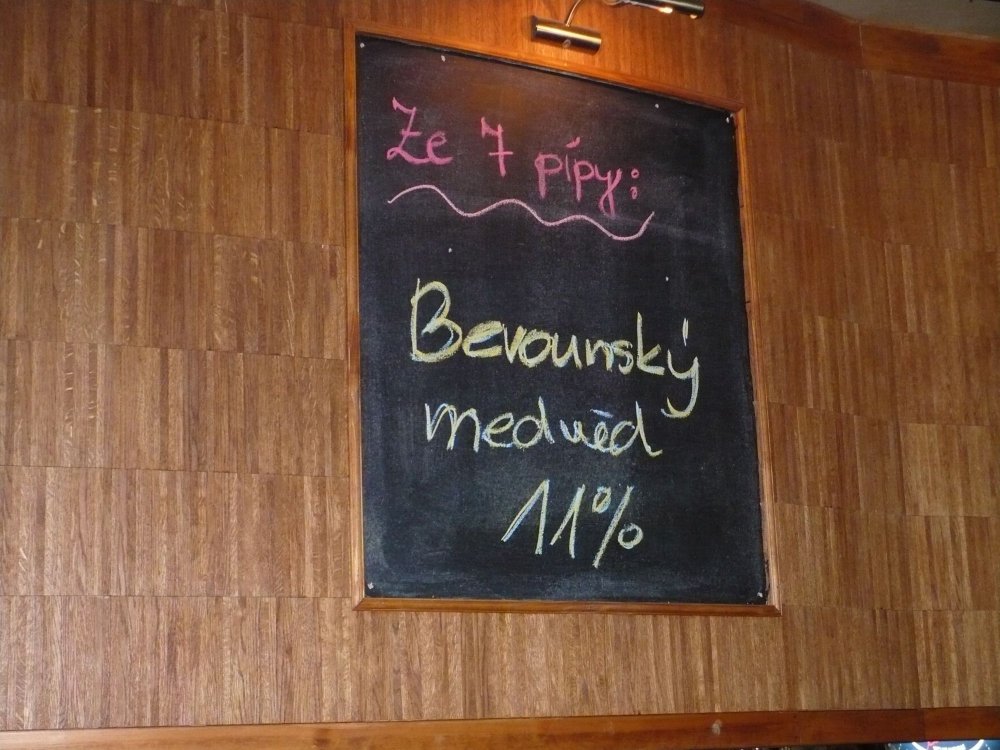 Ze 7 pípy:
Berounský
medvěd
11%